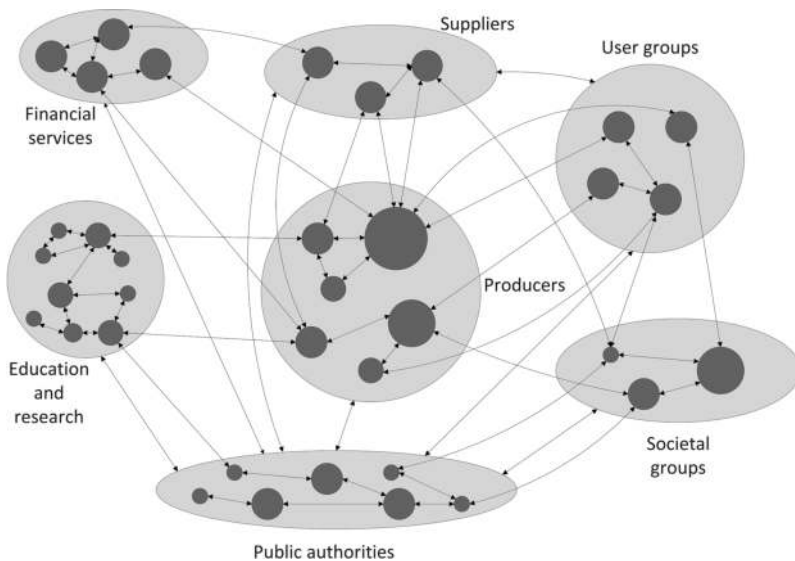 Suppliers
User groups
Financial
services
Producers
Education
and
research
Societal
groups
Public authorities